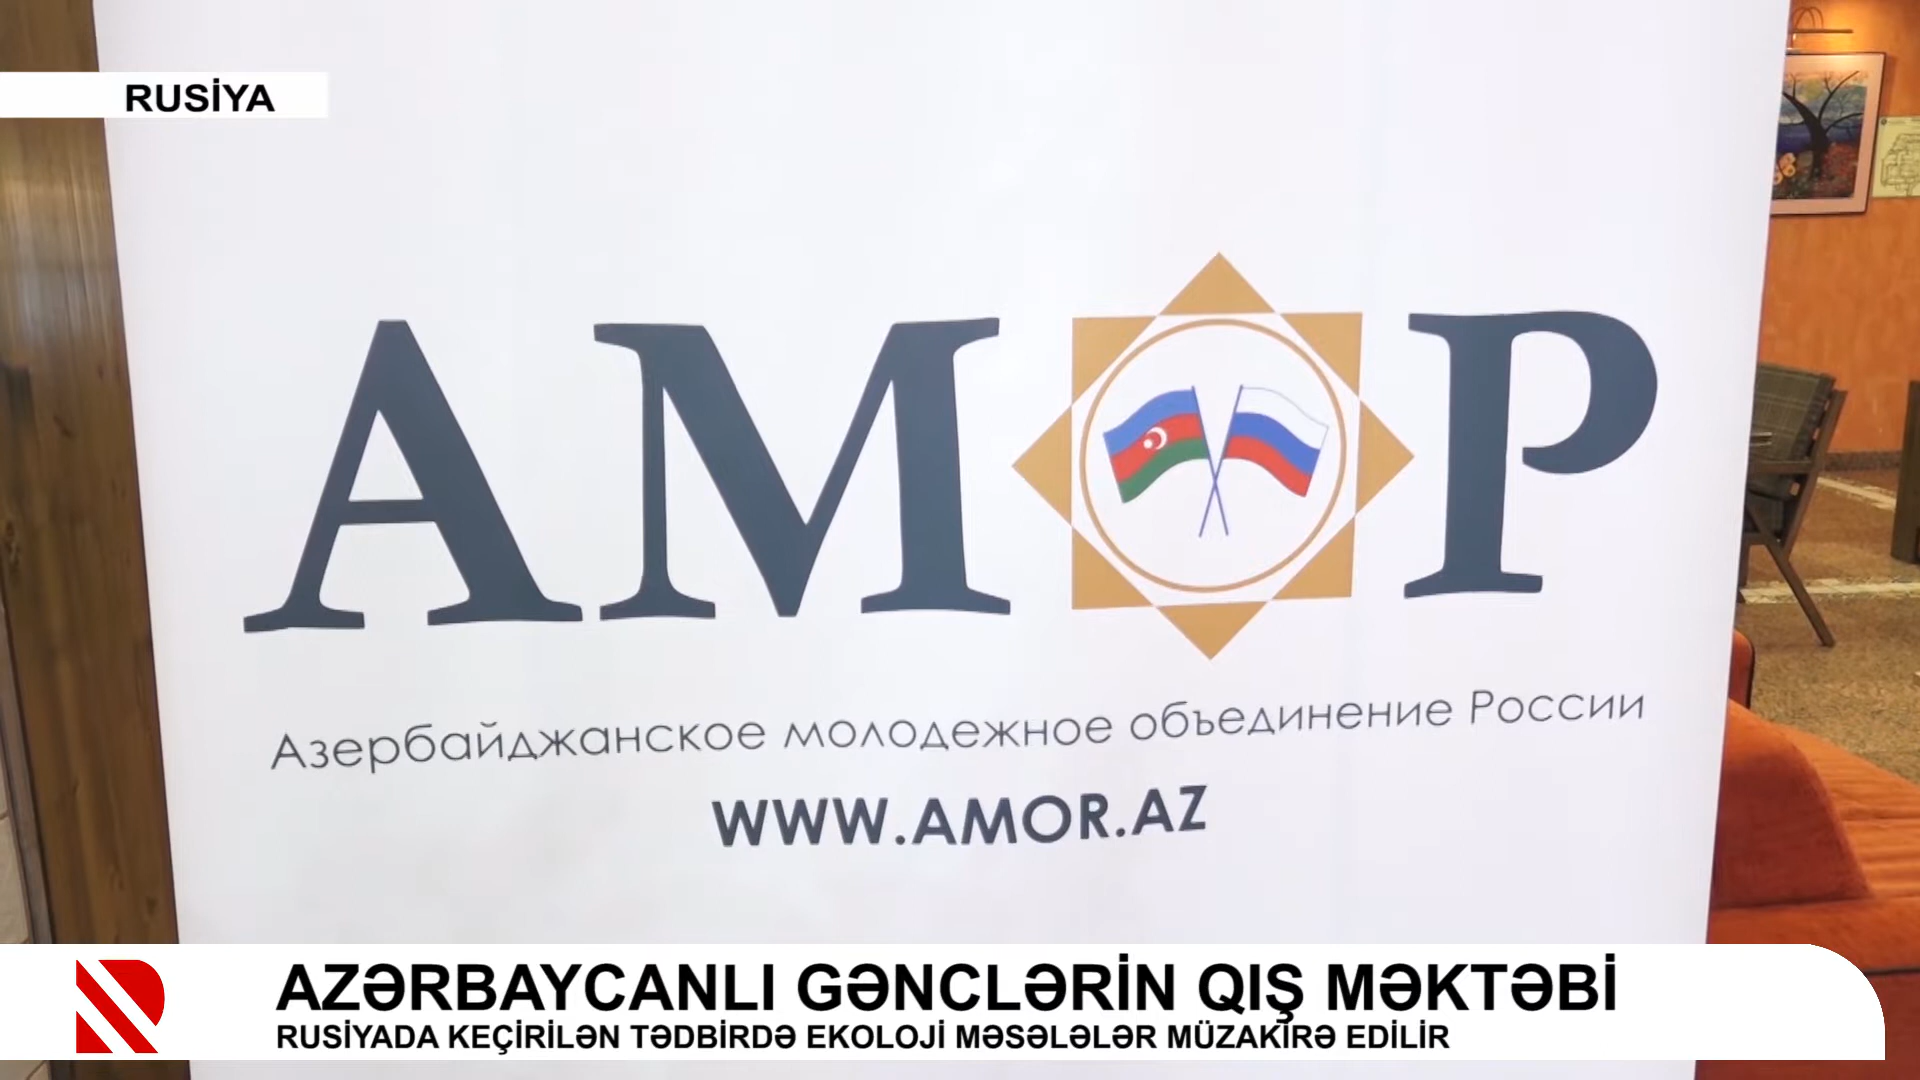 RUSİYA
АМОР
Азербайджанское молодежное объединение России
WWW.AMOR.AZ
AZƏRBAYCANLI GƏNCLƏRİN QIŞ MƏKTƏBİ
RUSİYADA KEÇİRİLƏN TƏDBİRDƏ EKOLOJİ MƏSƏLƏLƏR MÜZAKİRƏ EDİLİR